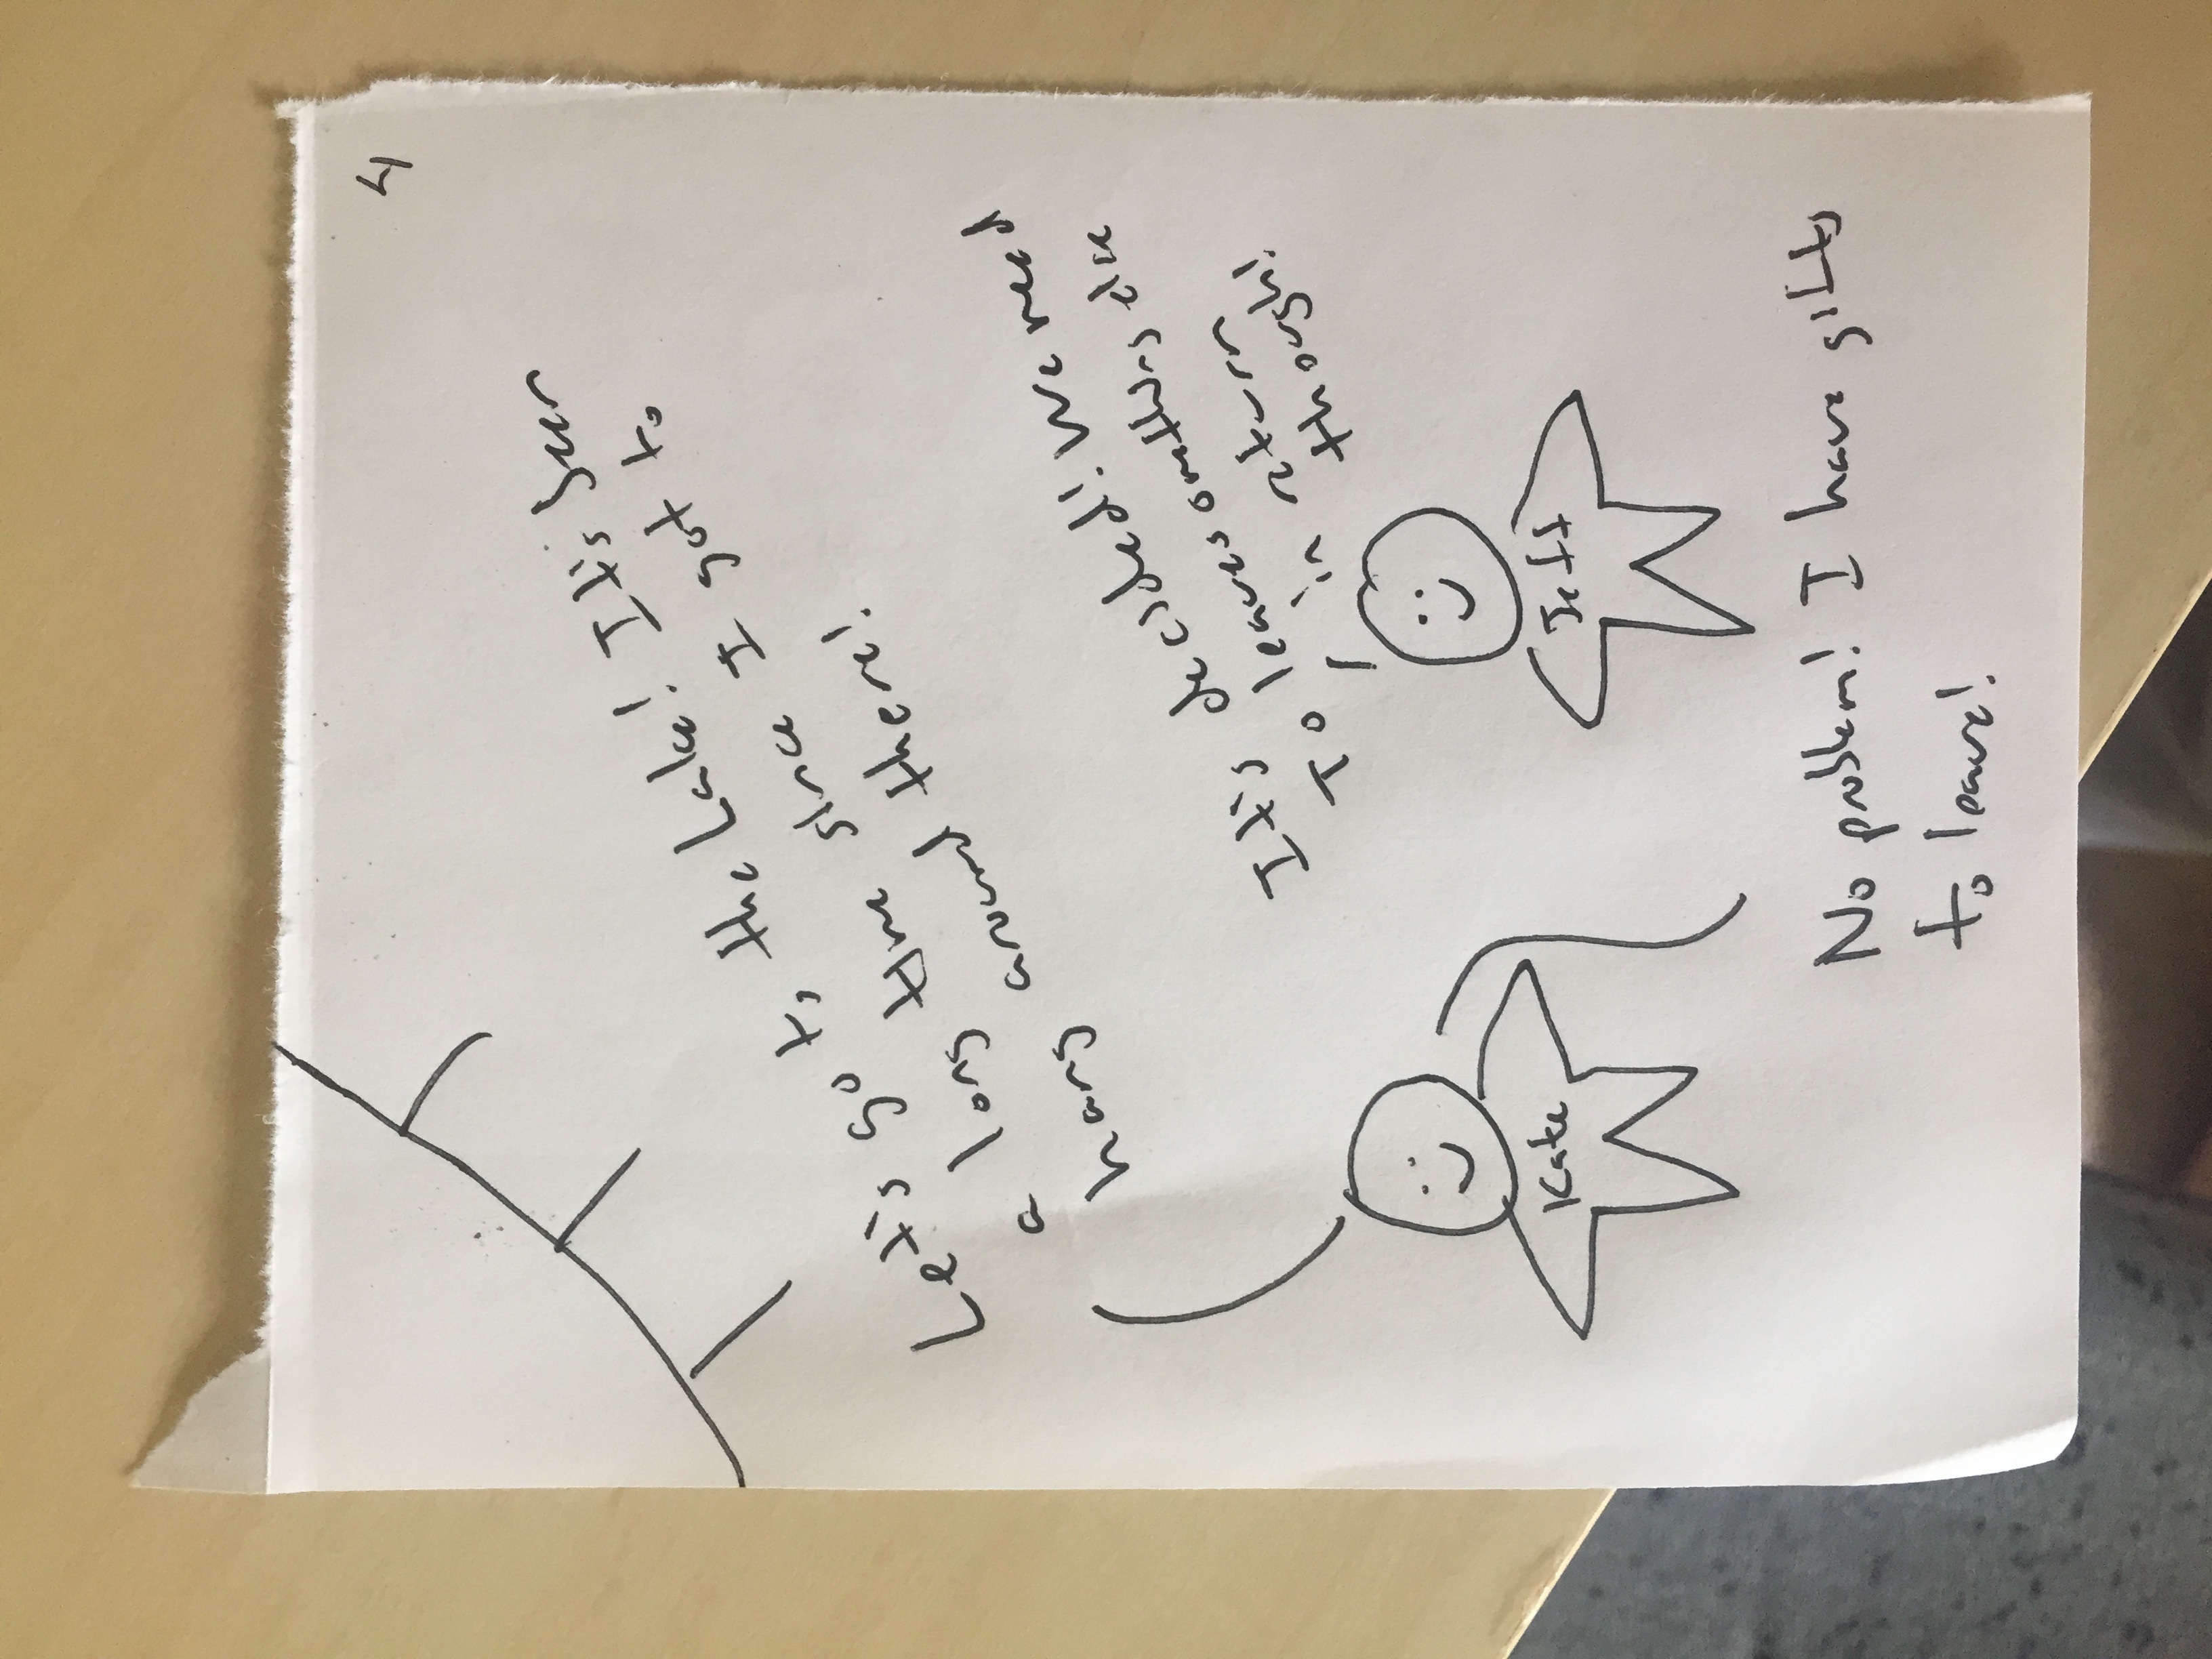 4
Let's go to the Lake! It's been
a long time since I got to
hang around there!
It's decided! We need
To leave something else
in return
though!
Kate
Jeff
No problem! I have gifts
to leave!